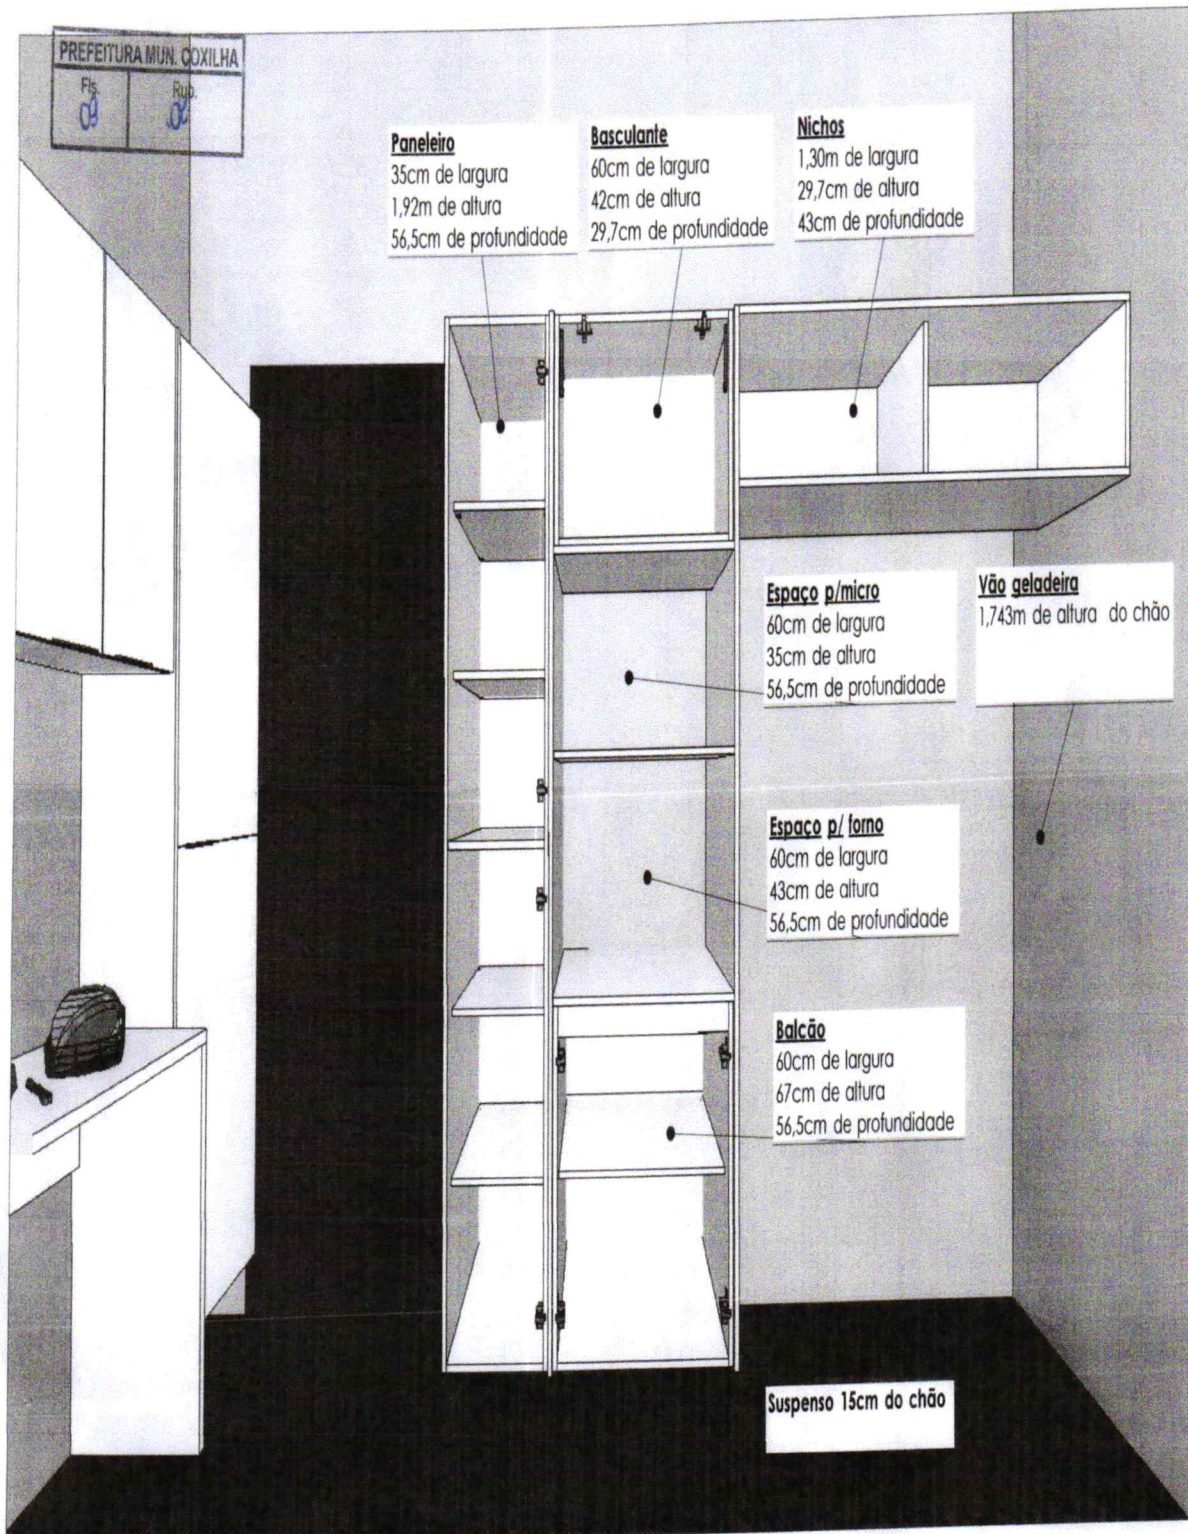 PREFEITURA MUN. COXILHA
Fls.
Rub.
Paneleiro
35cm de largura
1,92m de altura
56,5cm de profundidade
Basculante
60cm de largura
42cm de altura
29,7cm de profundidade
Nichos
1,30m de largura
29,7cm de altura
43cm de profundidade
Espaço p/micro
60cm de largura
35cm de altura
56,5cm de profundidade
Vão geladeira
1,743m de altura do chão
Espaço p/ forno
60cm de largura
43cm de altura
56,5cm de profundidade
Balcão
60cm de largura
67cm de altura
56,5cm de profundidade
Suspenso 15cm do chão